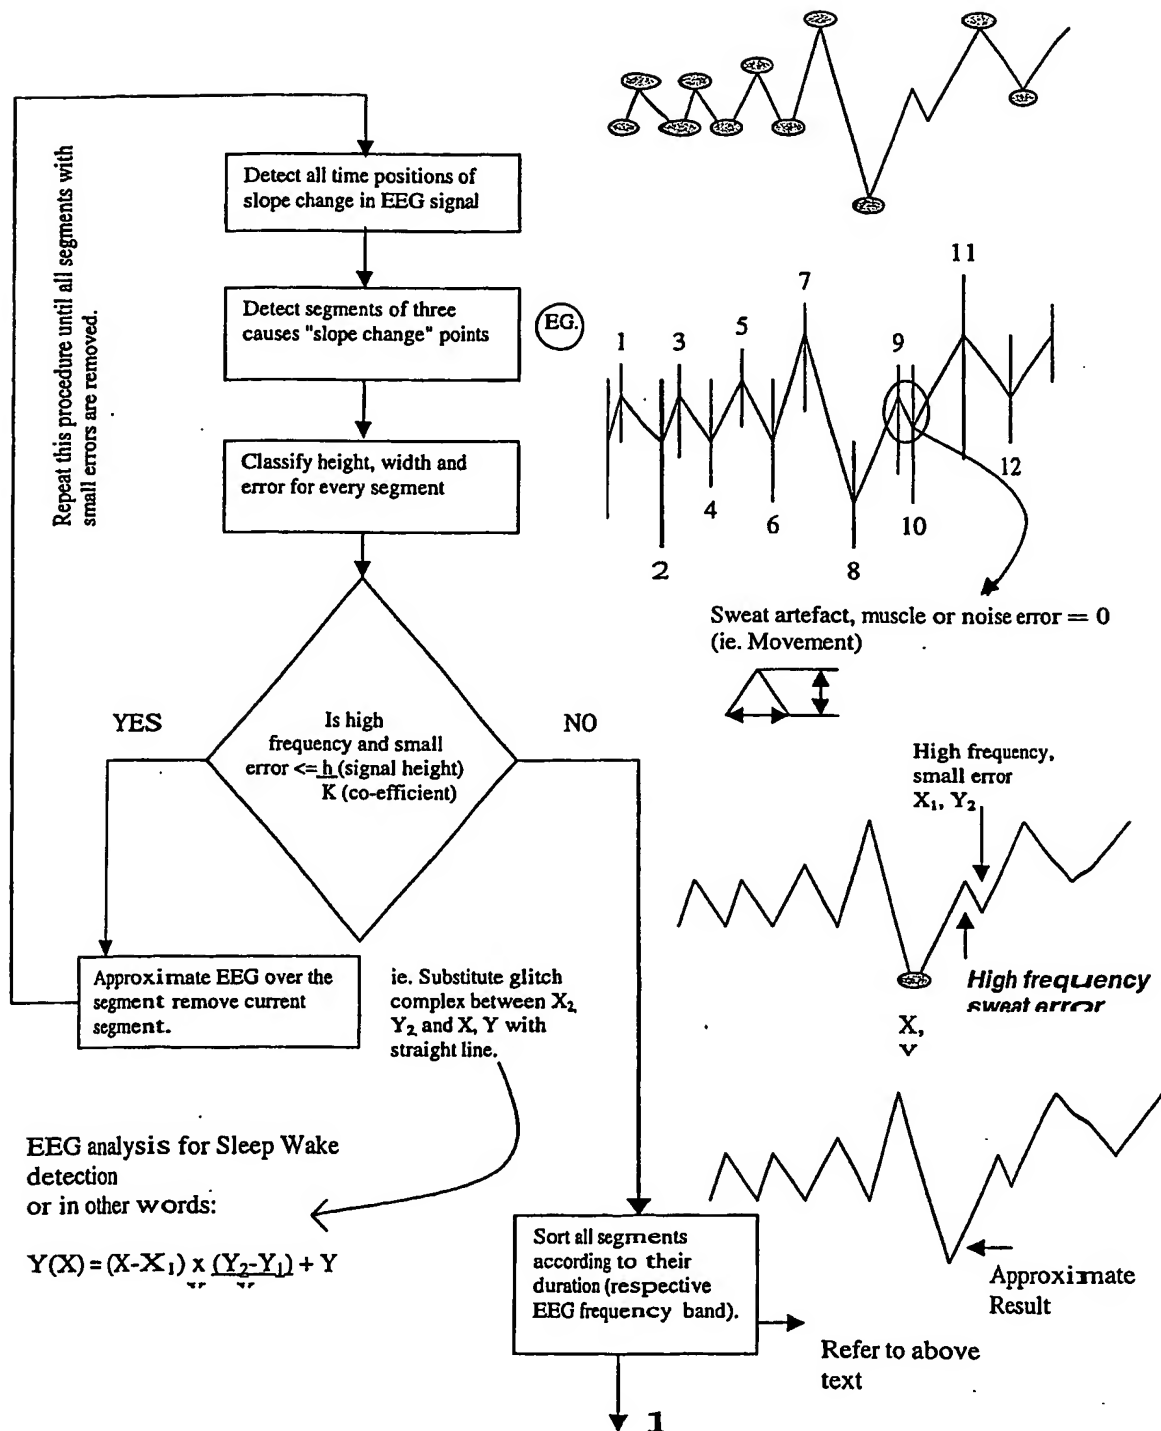 Repeat this procedure until all segments with
small errors are removed.
Detect all time positions of
slope change in EEG signal
Detect segments of three
causes "slope change" points
EG.
Classify height, width and
error for every segment
YES
Is high
frequency and small
error <= h (signal height)
K (co-efficient)
NO
Approximate EEG over the
segment remove current
segment.
ie. Substitute glitch
complex between X2,
Y2 and X, Y with
straight line.
EEG analysis for Sleep Wake
detection
or in other words:
Y(X) = (X-X1) x (Y2-Y1) + Y
Sort all segments
according to their
duration (respective
EEG frequency band).
Refer to above
text
1
11
7
5
1
3
9
12
4
6
10
2
8
Sweat artefact, muscle or noise error = 0
(ie. Movement)
High frequency,
small error
X1, Y2
High frequency
sweat error
X,
Approximate
Result